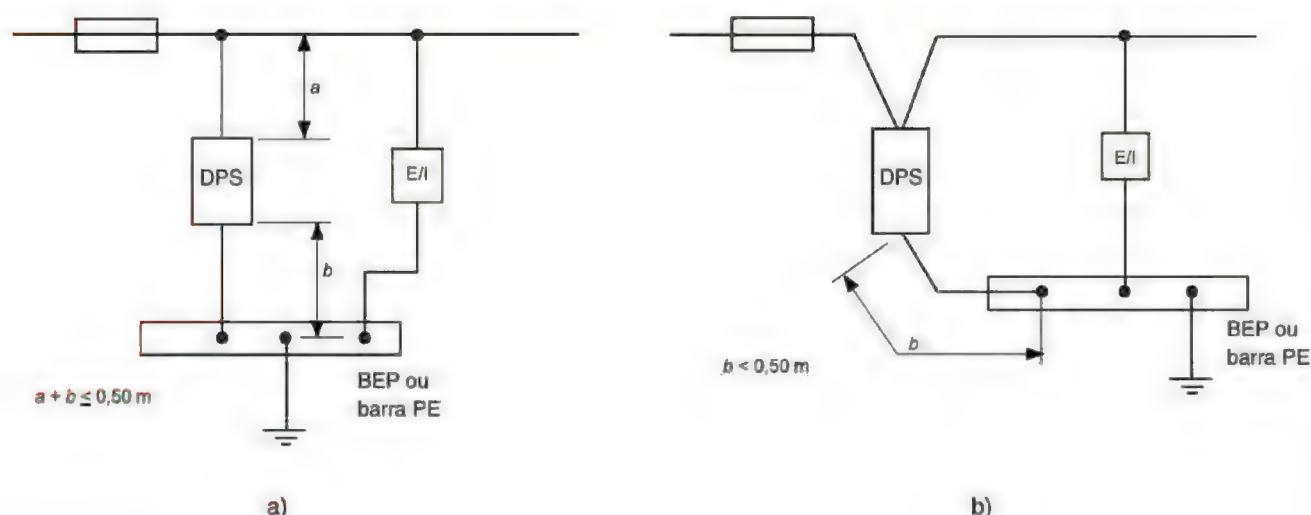 a
DPS
E/I
b
BEP ou
barra PE
a + b ≤ 0,50 m
a)
DPS
E/I
b
BEP ou
barra PE
b < 0,50 m
b)